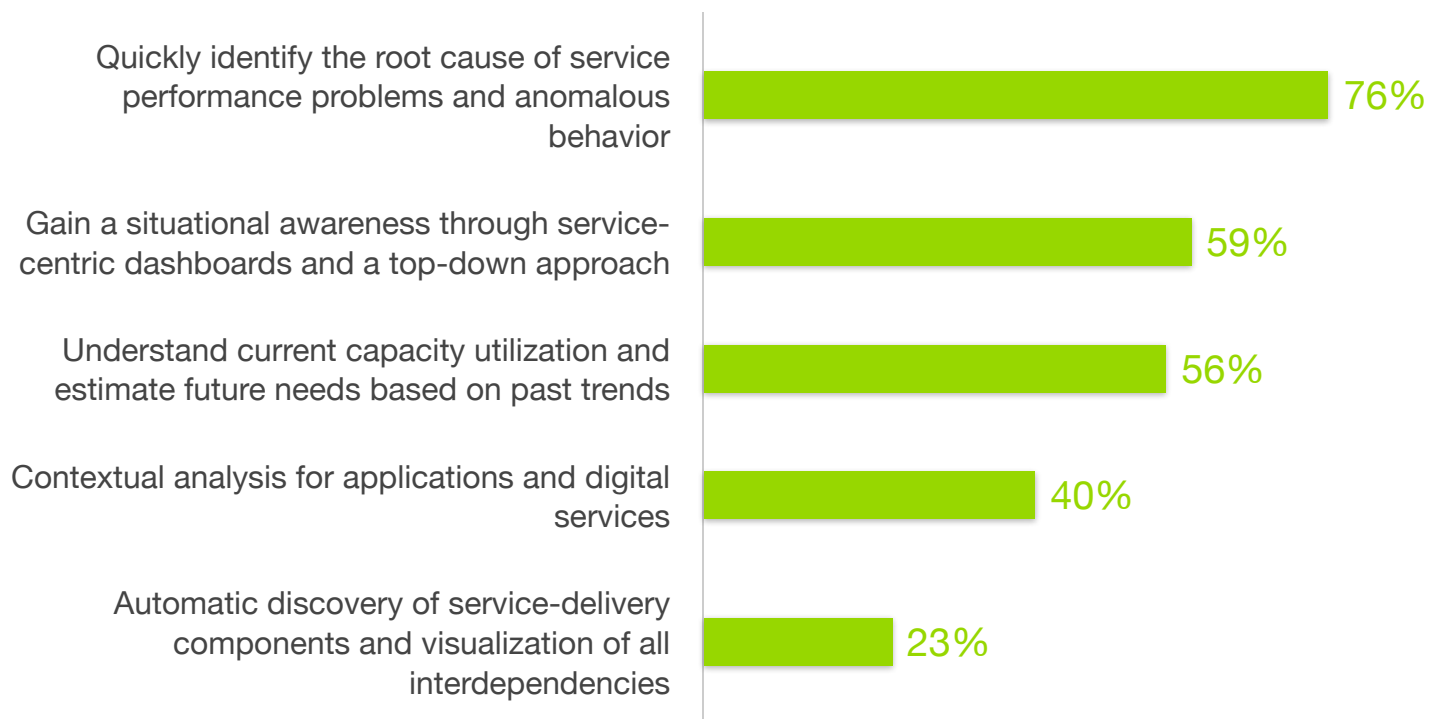 Quickly identify the root cause of service
performance problems and anomalous
behavior
76%
Gain a situational awareness through service-
centric dashboards and a top-down approach
59%
Understand current capacity utilization and
estimate future needs based on past trends
56%
Contextual analysis for applications and digital
services
40%
Automatic discovery of service-delivery
components and visualization of all
interdependencies
23%